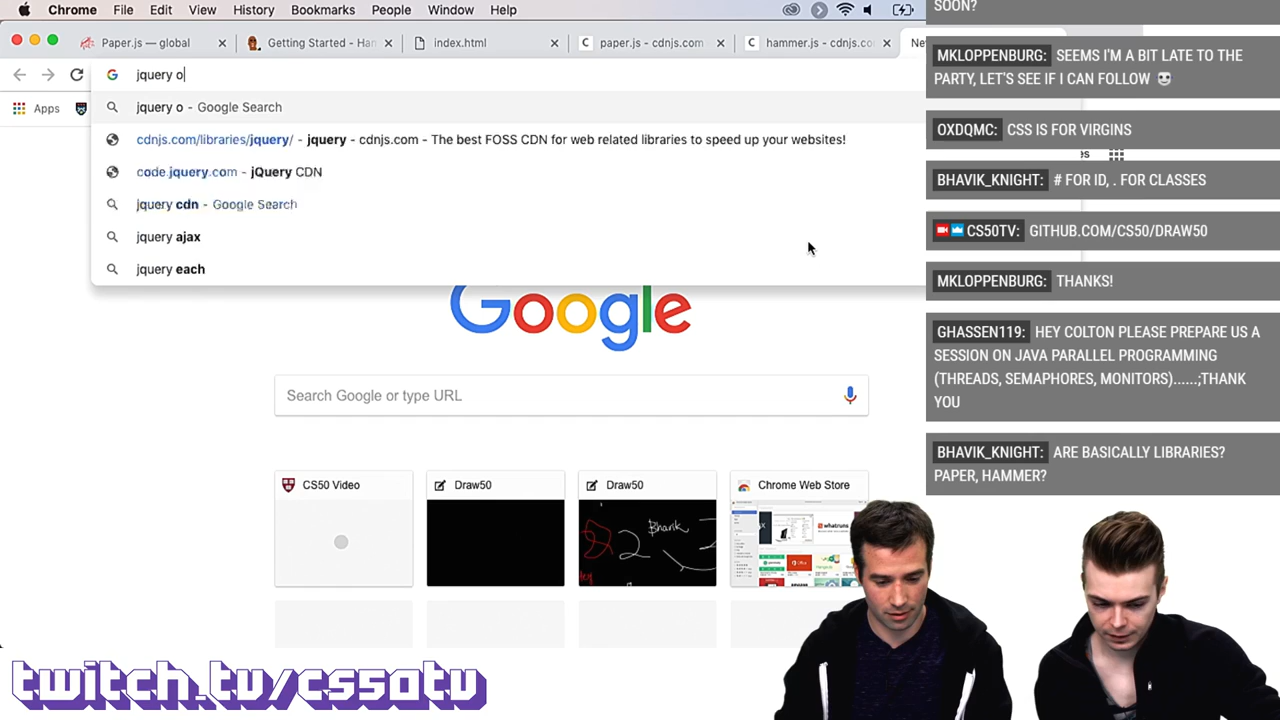 Chrome File Edit View History Bookmarks People Window Help
Paper.js — global
Getting Started - Han
index.html
paper.js - cdnjs.com
hammer.js - cdnjs.co
Ne
jquery o
Apps
jquery o - Google Search
cdnjs.com/libraries/jquery/ - jquery - cdnjs.com - The best FOSS CDN for web related libraries to speed up your websites!
code.jquery.com - jQuery CDN
jquery cdn - Google Search
jquery ajax
jquery each
es
Google
Search Google or type URL
CS50 Video
Draw50
Draw50
Chrome Web Store
Bhavik
SOON?
MKLOPPENBURG: SEEMS I'M A BIT LATE TO THE
PARTY, LET'S SEE IF I CAN FOLLOW
OXDQMC: CSS IS FOR VIRGINS
BHAVIK_KNIGHT: # FOR ID, . FOR CLASSES
CS50TV: GITHUB.COM/CS50/DRAW50
MKLOPPENBURG: THANKS!
GHASSEN119: HEY COLTON PLEASE PREPARE US A
SESSION ON JAVA PARALLEL PROGRAMMING
(THREADS, SEMAPHORES, MONITORS)......;THANK
YOU
BHAVIK_KNIGHT: ARE BASICALLY LIBRARIES?
PAPER, HAMMER?
twitch.tv/cs50tv